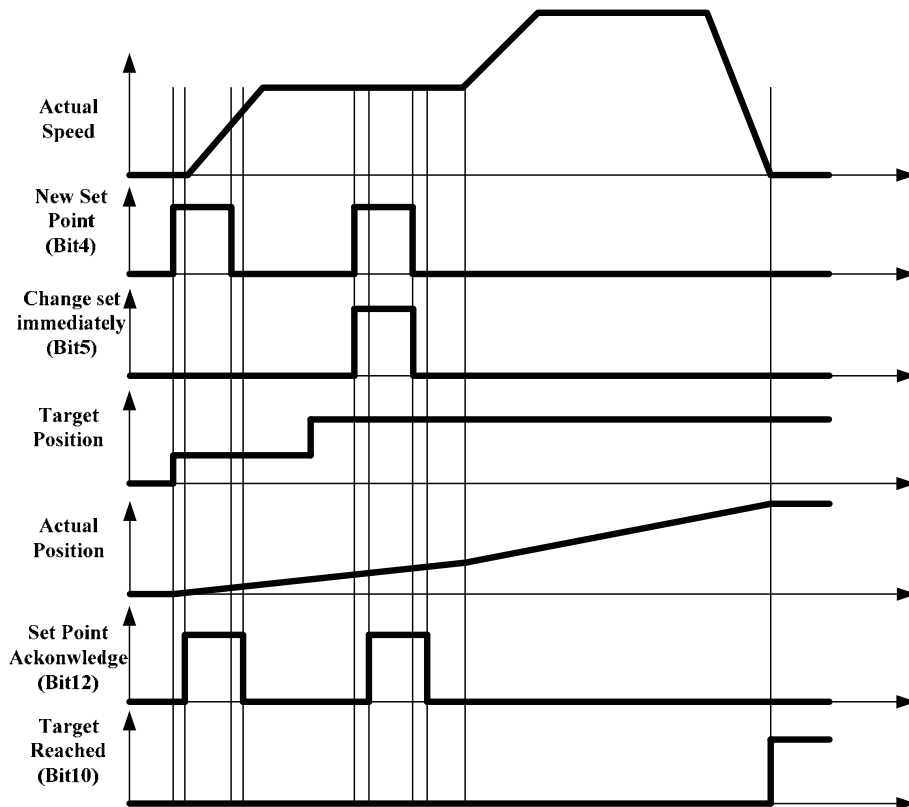 Actual
Speed
New Set
Point
(Bit4)
Change set
immediately
(Bit5)
Target
Position
Actual
Position
Set Point
Ackonwledge
(Bit12)
Target
Reached
(Bit10)